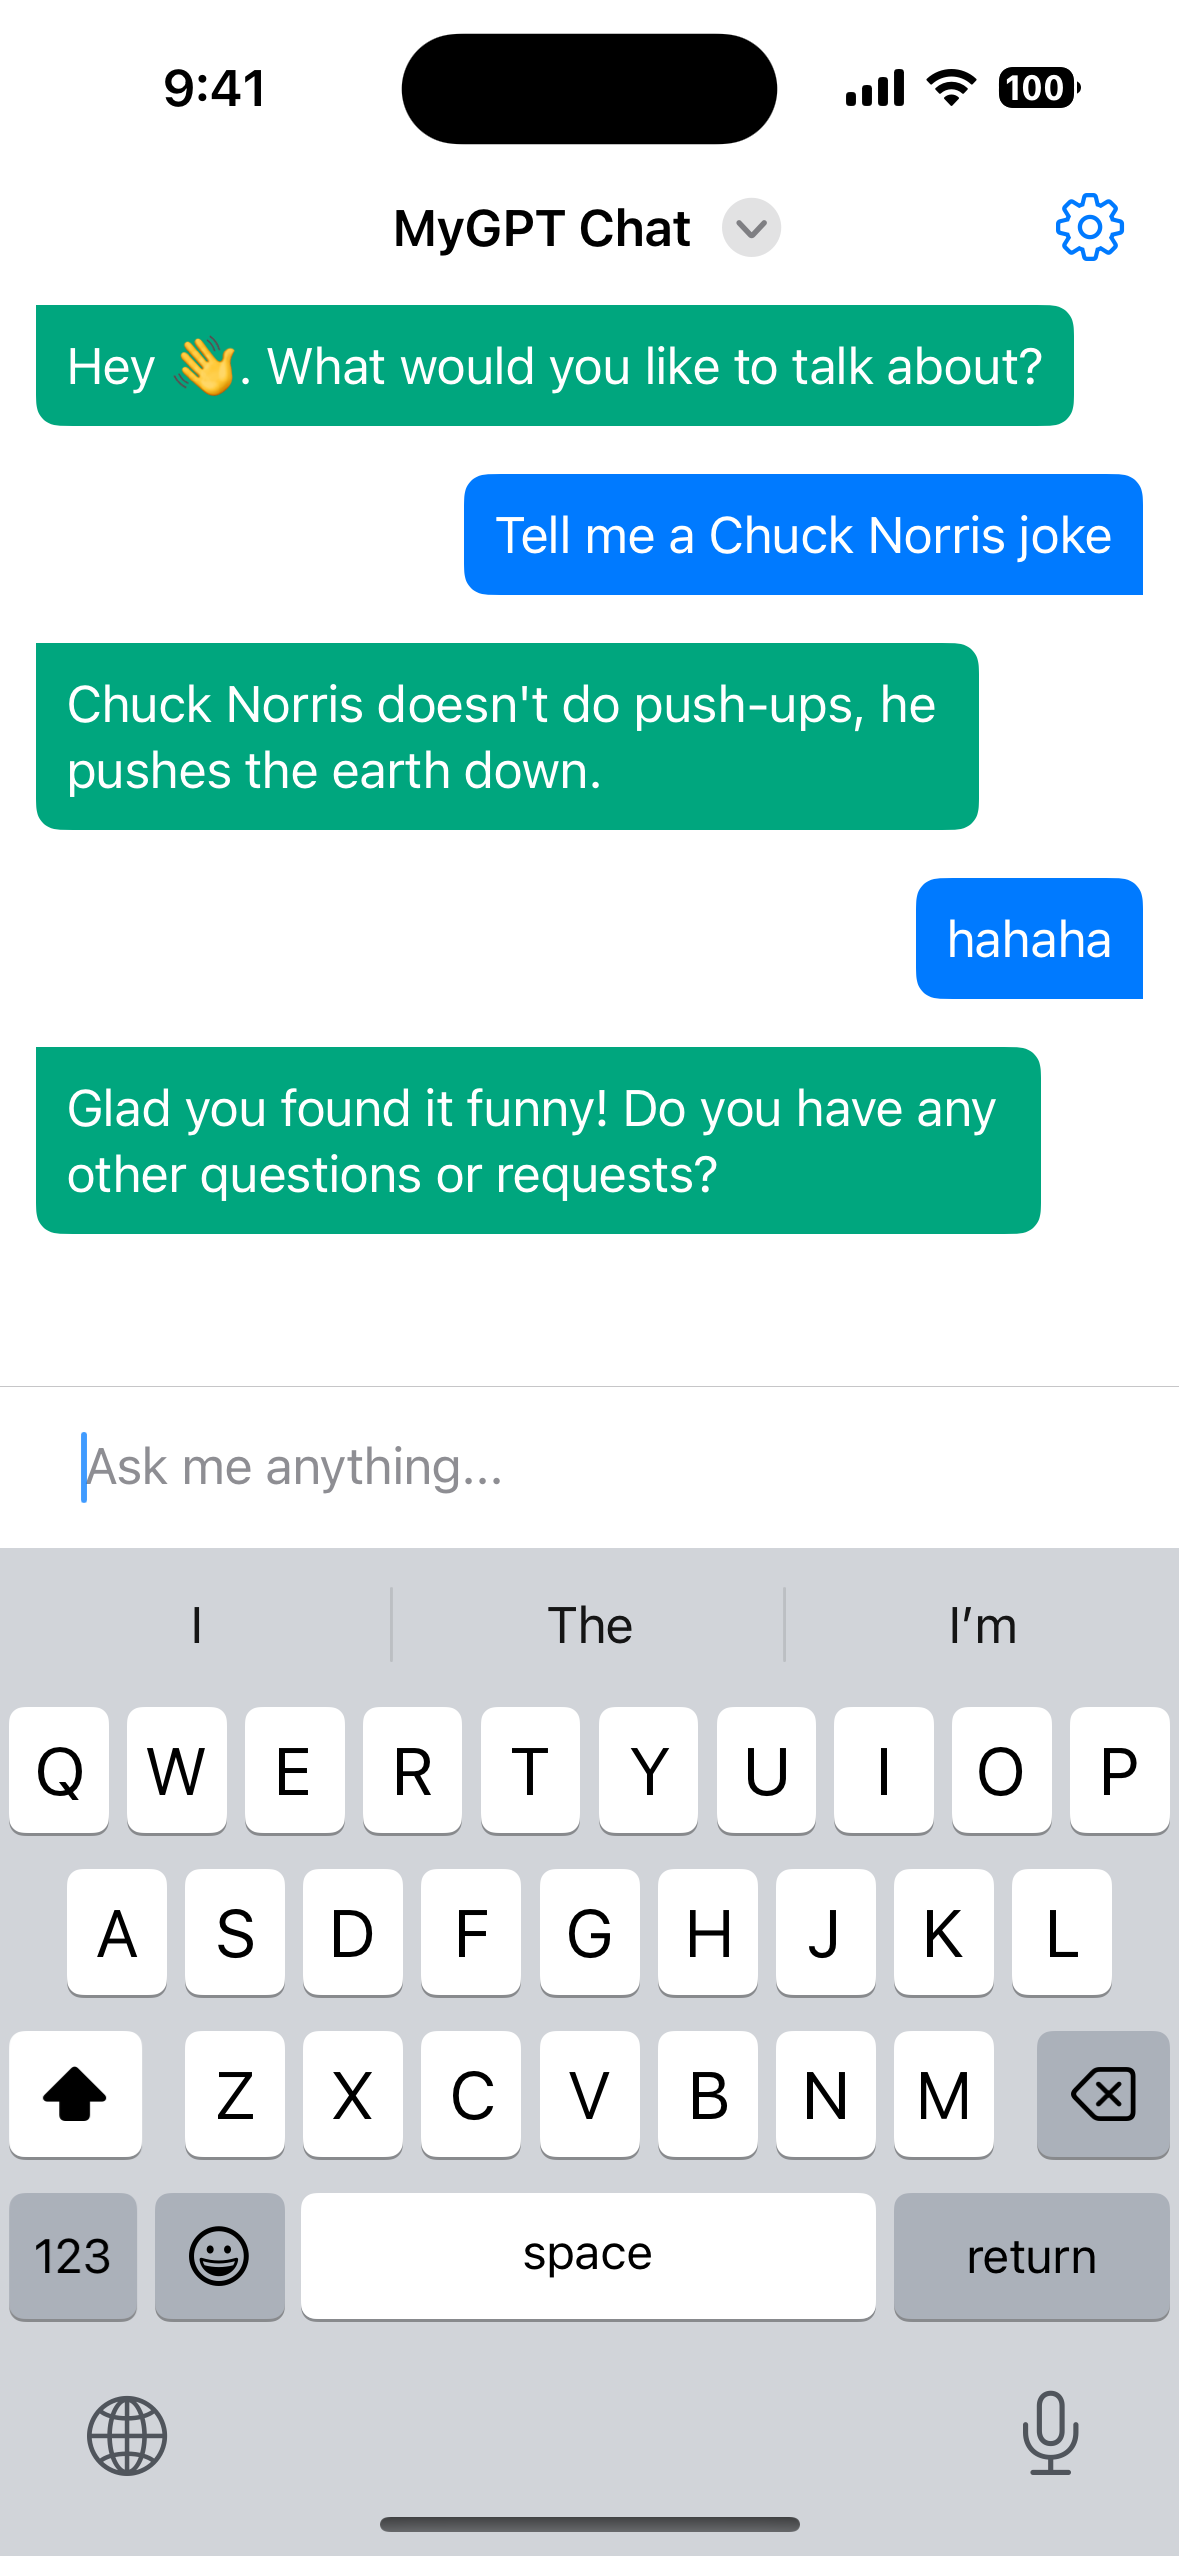 9:41
100
MyGPT Chat
Hey 👋. What would you like to talk about?
Tell me a Chuck Norris joke
Chuck Norris doesn't do push-ups, he
pushes the earth down.
hahaha
Glad you found it funny! Do you have any
other questions or requests?
Ask me anything...
I The I’m
Q W E R T Y U I O P
A S D F G H J K L
Z X C V B N M
123 space return